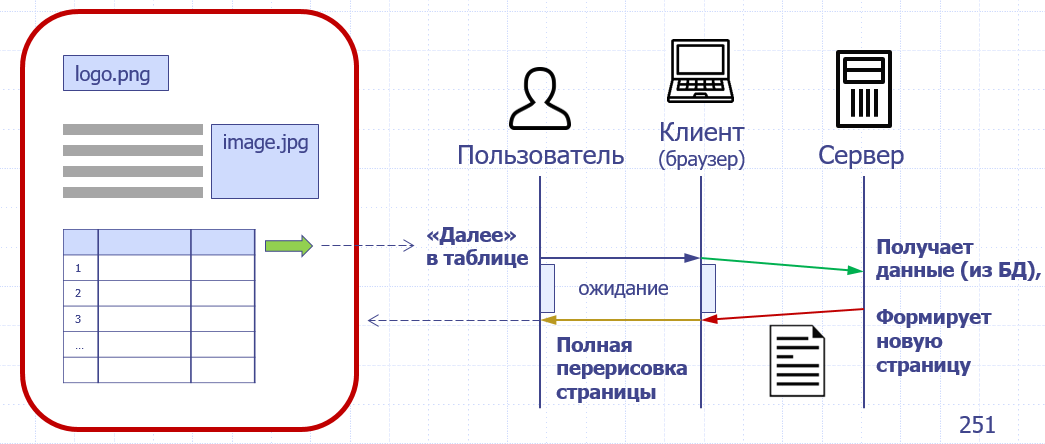 logo.png
image.jpg
1
2
3
...
Пользователь
Клиент
(браузер)
Сервер
«Далее»
в таблице
ожидание
Полная
перерисовка
страницы
Получает
данные (из БД),
Формирует
новую
страницу
251